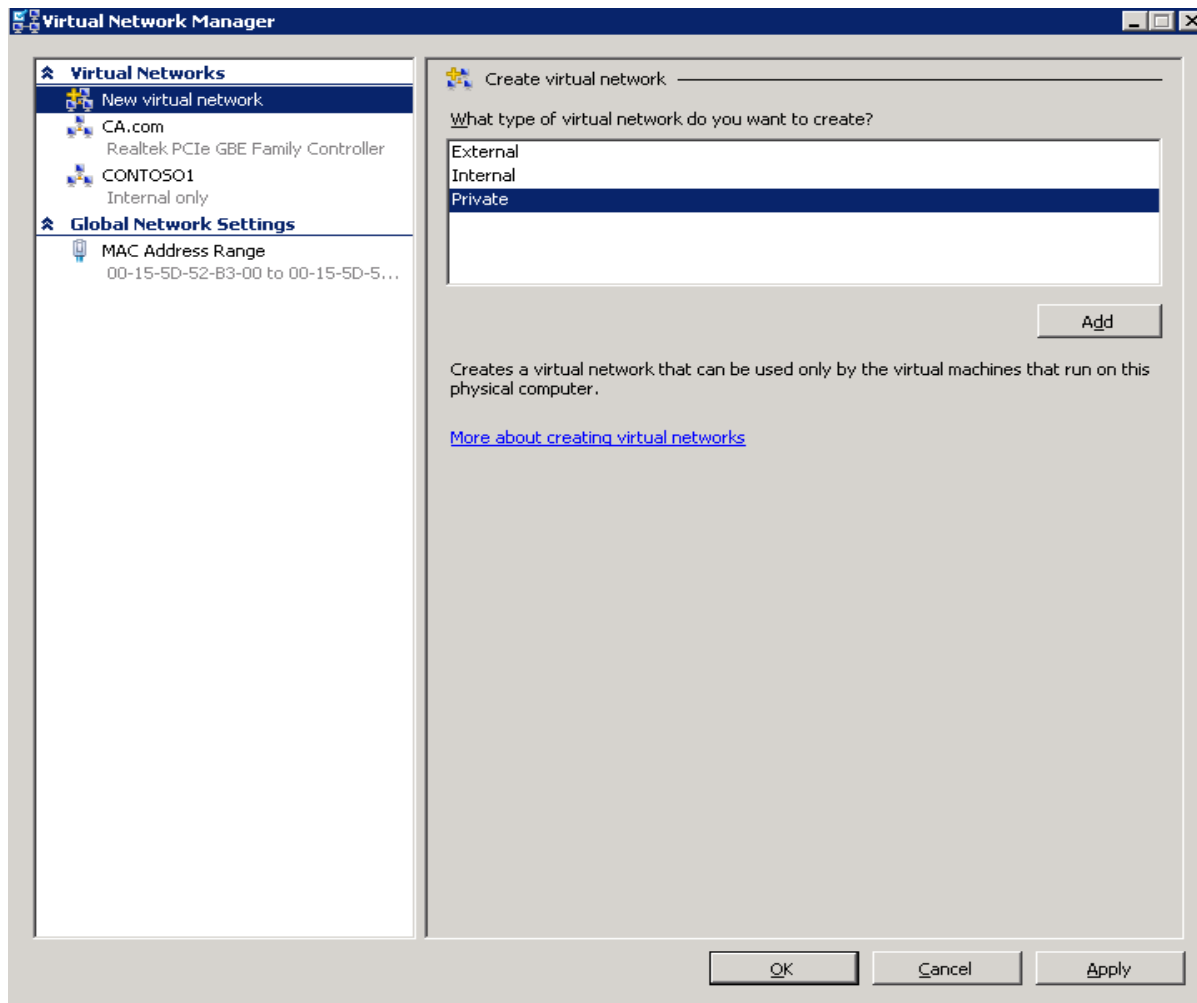 Virtual Network Manager
Virtual Networks
New virtual network
CA.com
Realtek PCIe GBE Family Controller
CONTOSO1
Internal only
Global Network Settings
MAC Address Range
00-15-5D-52-B3-00 to 00-15-5D-5...
Create virtual network
What type of virtual network do you want to create?
External
Internal
Private
Add
Creates a virtual network that can be used only by the virtual machines that run on this
physical computer.
More about creating virtual networks
OK
Cancel
Apply